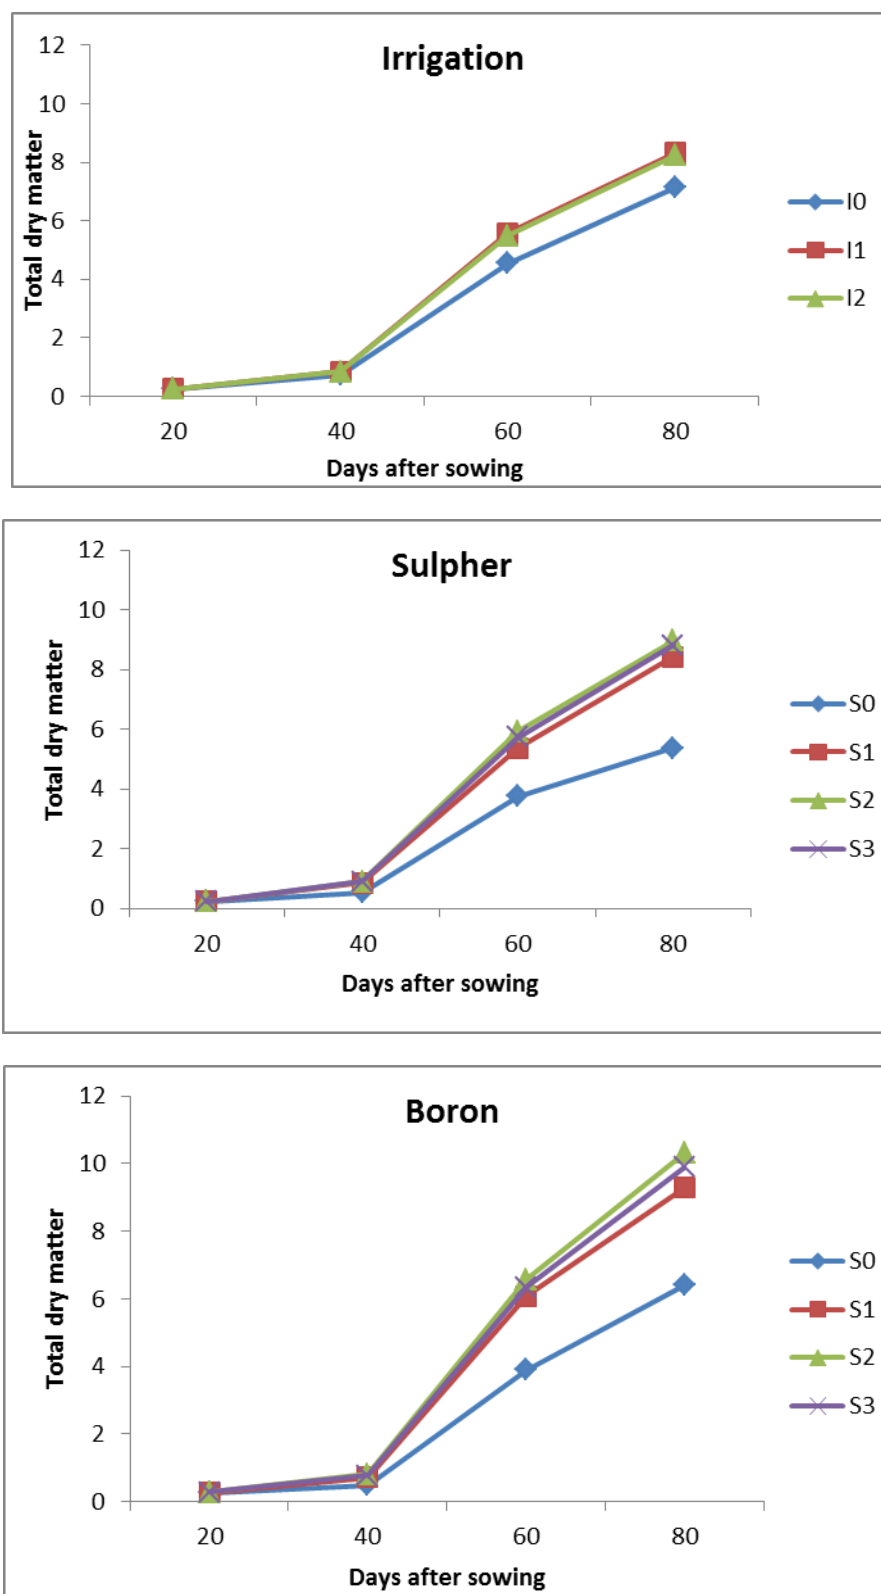 Irrigation
Total dry matter
12
10
8
6
4
2
0
20 40 60 80
Days after sowing
I0
I1
I2
Sulpher
Total dry matter
12
10
8
6
4
2
0
20 40 60 80
Days after sowing
S0
S1
S2
S3
Boron
Total dry matter
12
10
8
6
4
2
0
20 40 60 80
Days after sowing
S0
S1
S2
S3